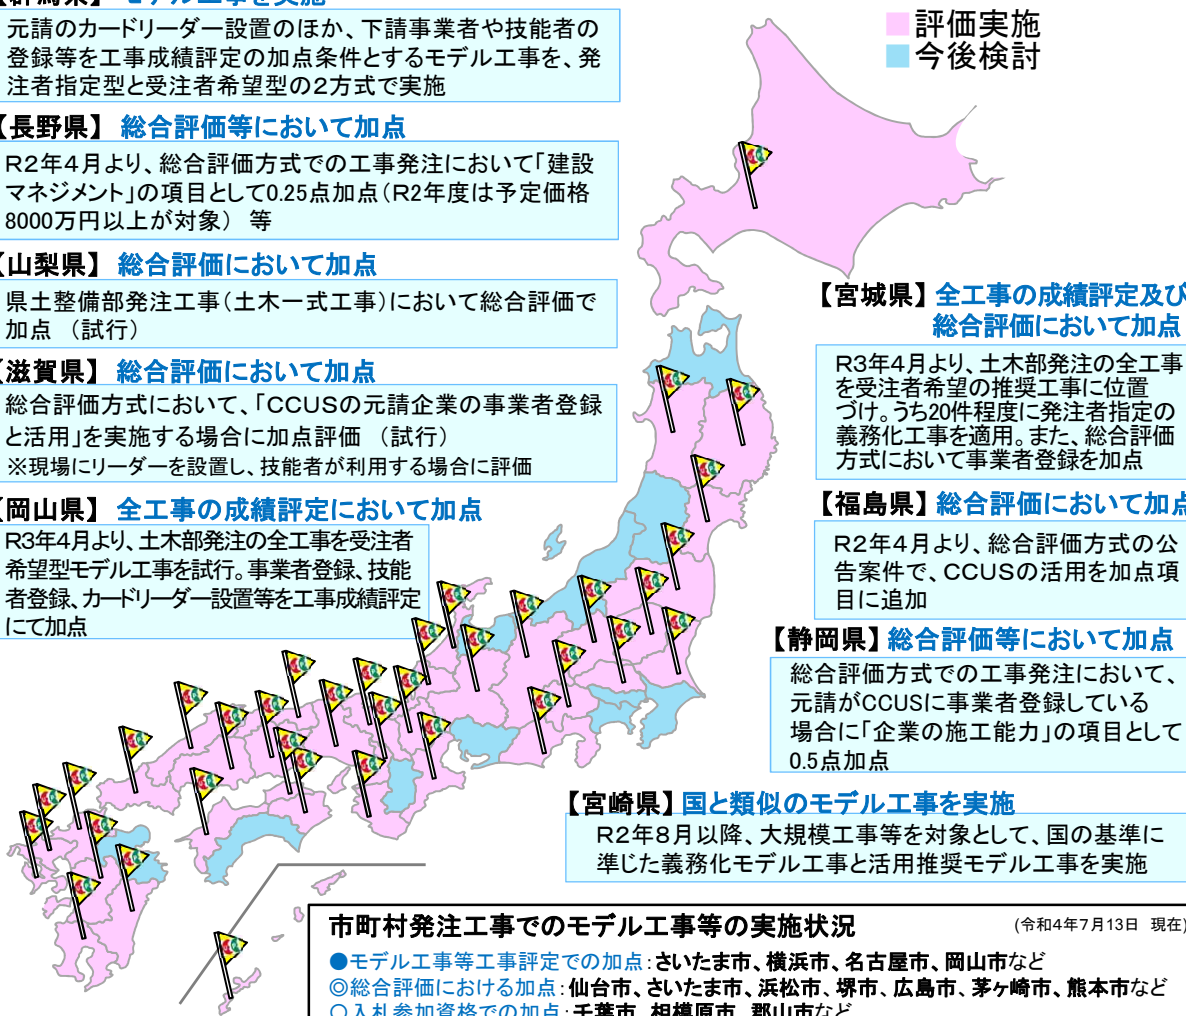 【群馬県】 モデル工事を実施
元請のカードリーダー設置のほか、下請事業者や技能者の
登録等を工事成績評定の加点条件とするモデル工事を、発
注者指定型と受注者希望型の２方式で実施
【長野県】 総合評価等において加点
R2年４月より、総合評価方式での工事発注において「建設
マネジメント」の項目として0.25点加点（R2年度は予定価格
8000万円以上が対象） 等
【山梨県】 総合評価において加点
県土整備部発注工事（土木一式工事）において総合評価で
加点 （試行）
【滋賀県】 総合評価において加点
総合評価方式において、「CCUSの元請企業の事業者登録
と活用」を実施する場合に加点評価 （試行）
※現場にリーダーを設置し、技能者が利用する場合に評価
【岡山県】 全工事の成績評定において加点
R3年４月より、土木部発注の全工事を受注者
希望型モデル工事を試行。事業者登録、技能
者登録、カードリーダー設置等を工事成績評定
にて加点
評価実施
今後検討
【宮城県】 全工事の成績評定及び
総合評価において加点
R3年４月より、土木部発注の全工事
を受注者希望の推奨工事に位置
づけ。うち20件程度に発注者指定の
義務化工事を適用。また、総合評価
方式において事業者登録を加点
【福島県】 総合評価において加点
R２年４月より、総合評価方式の公
告案件で、CCUSの活用を加点項
目に追加
【静岡県】 総合評価等において加点
総合評価方式での工事発注において、
元請がCCUSに事業者登録している
場合に「企業の施工能力」の項目として
0.5点加点
【宮崎県】 国と類似のモデル工事を実施
R２年８月以降、大規模工事等を対象として、国の基準に
準じた義務化モデル工事と活用推奨モデル工事を実施
市町村発注工事でのモデル工事等の実施状況 (令和4年7月13日 現在)
●モデル工事等工事評定での加点：さいたま市、横浜市、名古屋市、岡山市など
◎総合評価における加点：仙台市、さいたま市、浜松市、堺市、広島市、茅ヶ崎市、熊本市など
○入札参加資格での加点：千葉市、相模原市、郡山市など